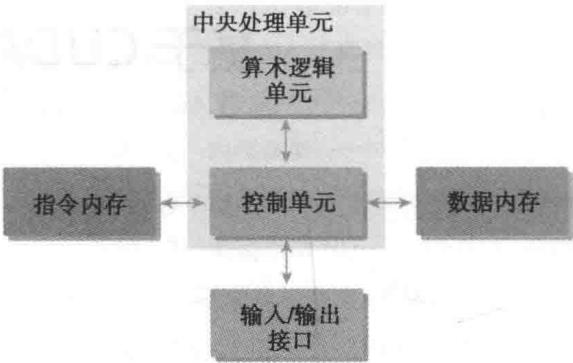 中央处理单元
算术逻辑
单元
指令内存
控制单元
数据内存
输入/输出
接口